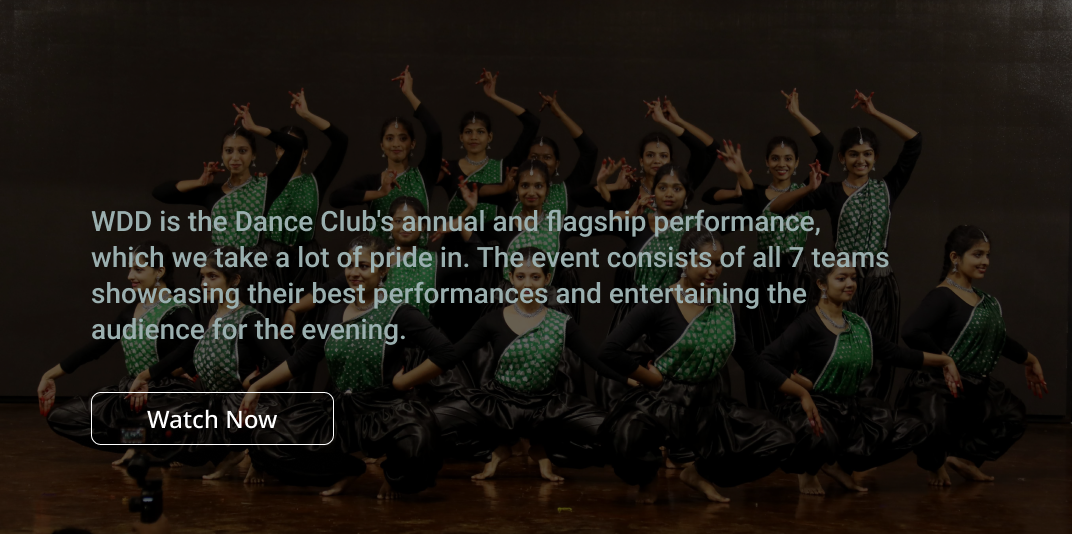 WDD is the Dance Club's annual and flagship performance,
which we take a lot of pride in. The event consists of all 7 teams
showcasing their best performances and entertaining the
audience for the evening.
Watch Now